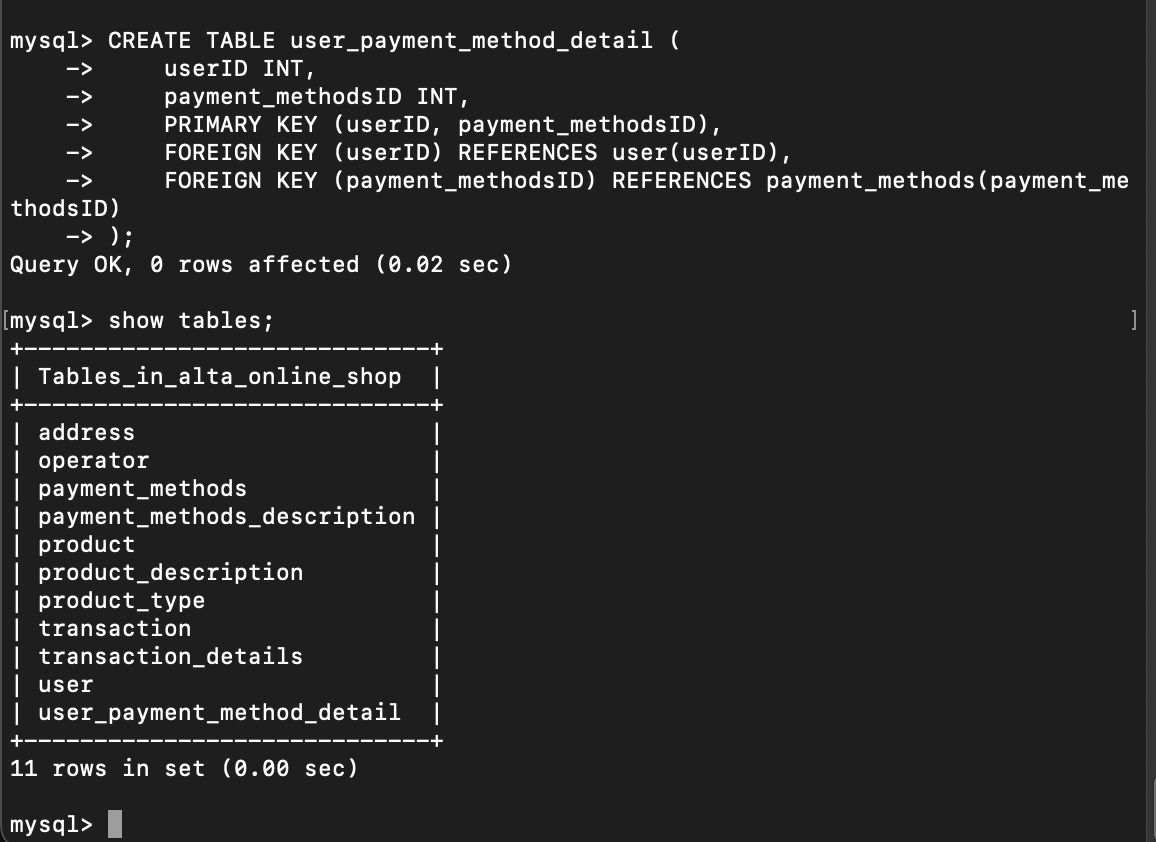 mysql> CREATE TABLE user_payment_method_detail (
    ->     userID INT,
    ->     payment_methodsID INT,
    ->     PRIMARY KEY (userID, payment_methodsID),
    ->     FOREIGN KEY (userID) REFERENCES user(userID),
    ->     FOREIGN KEY (payment_methodsID) REFERENCES payment_methods(payment_me
thodsID)
    -> );
Query OK, 0 rows affected (0.02 sec)

[mysql> show tables;                                                             ]
+-----------------------------+
| Tables_in_alta_online_shop  |
+-----------------------------+
| address                     |
| operator                    |
| payment_methods             |
| payment_methods_description |
| product                     |
| product_description         |
| product_type                |
| transaction                 |
| transaction_details         |
| user                        |
| user_payment_method_detail  |
+-----------------------------+
11 rows in set (0.00 sec)

mysql>